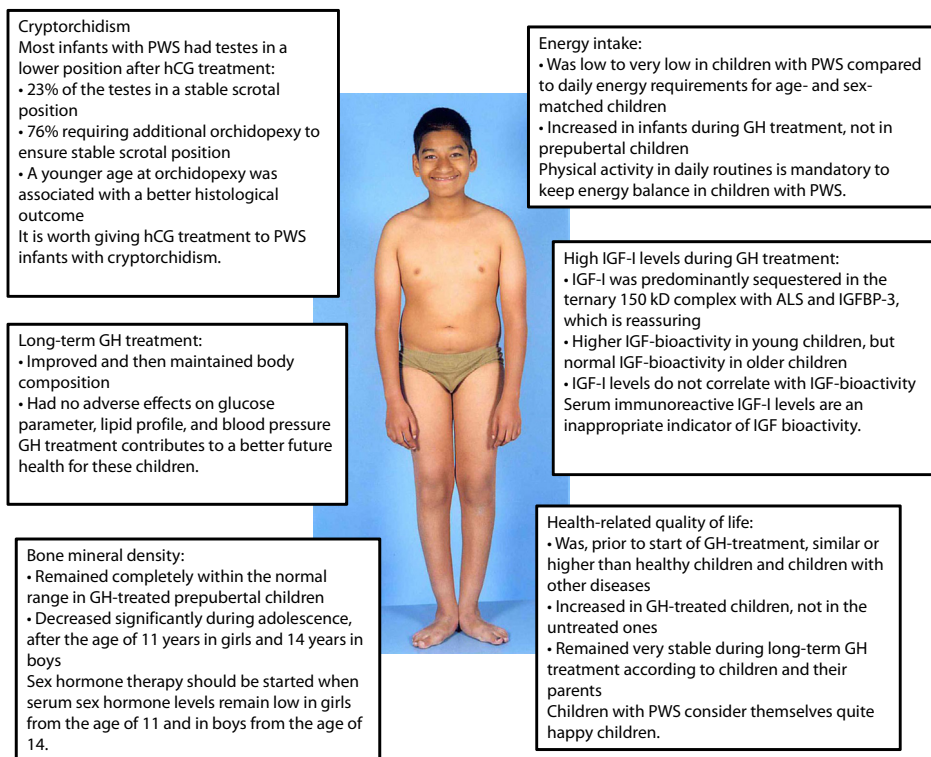 Cryptorchidism
Most infants with PWS had testes in a
lower position after hCG treatment:
• 23% of the testes in a stable scrotal
position
• 76% requiring additional orchidopexy to
ensure stable scrotal position
• A younger age at orchidopexy was
associated with a better histological
outcome
It is worth giving hCG treatment to PWS
infants with cryptorchidism.
Long-term GH treatment:
• Improved and then maintained body
composition
• Had no adverse effects on glucose
parameter, lipid profile, and blood pressure
GH treatment contributes to a better future
health for these children.
Bone mineral density:
• Remained completely within the normal
range in GH-treated prepubertal children
• Decreased significantly during adolescence,
after the age of 11 years in girls and 14 years in
boys
Sex hormone therapy should be started when
serum sex hormone levels remain low in girls
from the age of 11 and in boys from the age of
14.
Energy intake:
• Was low to very low in children with PWS compared
to daily energy requirements for age- and sex-
matched children
• Increased in infants during GH treatment, not in
prepubertal children
Physical activity in daily routines is mandatory to
keep energy balance in children with PWS.
High IGF-I levels during GH treatment:
• IGF-I was predominantly sequestered in the
ternary 150 kD complex with ALS and IGFBP-3,
which is reassuring
• Higher IGF-bioactivity in young children, but
normal IGF-bioactivity in older children
• IGF-I levels do not correlate with IGF-bioactivity
Serum immunoreactive IGF-I levels are an
inappropriate indicator of IGF bioactivity.
Health-related quality of life:
• Was, prior to start of GH-treatment, similar or
higher than healthy children and children with
other diseases
• Increased in GH-treated children, not in the
untreated ones
• Remained very stable during long-term GH
treatment according to children and their
parents
Children with PWS consider themselves quite
happy children.